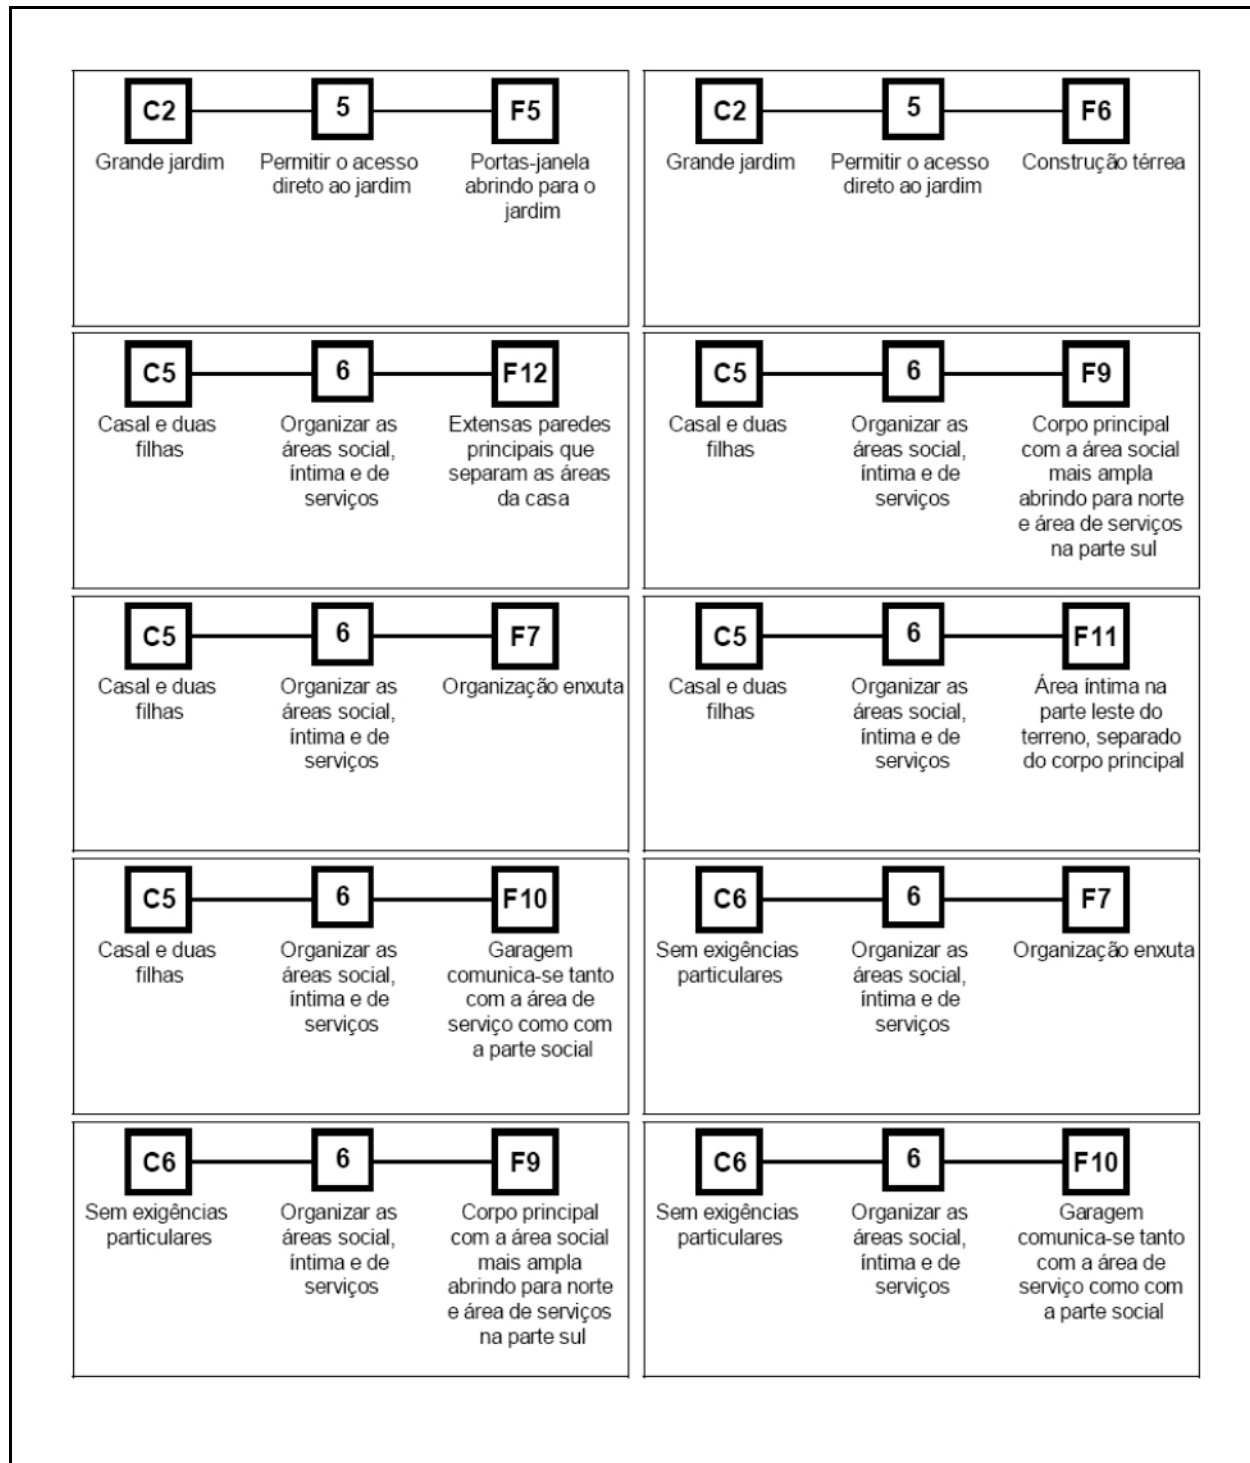 C2
5
F5
Grande jardim
Permitir o acesso
direto ao jardim
Portas-janela
abrindo para o
jardim
C2
5
F6
Grande jardim
Permitir o acesso
direto ao jardim
Construção térrea
C5
6
F12
Casal e duas
filhas
Organizar as
áreas social,
íntima e de
serviços
Extensas paredes
principais que
separam as áreas
da casa
C5
6
F9
Casal e duas
filhas
Organizar as
áreas social,
íntima e de
serviços
Corpo principal
com a área social
mais ampla
abrindo para norte
e área de serviços
na parte sul
C5
6
F7
Casal e duas
filhas
Organizar as
áreas social,
íntima e de
serviços
Organização enxuta
C5
6
F11
Casal e duas
filhas
Organizar as
áreas social,
íntima e de
serviços
Área íntima na
parte leste do
terreno, separado
do corpo principal
C5
6
F10
Casal e duas
filhas
Organizar as
áreas social,
íntima e de
serviços
Garagem
comunica-se tanto
com a área de
serviço como com
a parte social
C6
6
F7
Sem exigências
particulares
Organizar as
áreas social,
íntima e de
serviços
Organização enxuta
C6
6
F9
Sem exigências
particulares
Organizar as
áreas social,
íntima e de
serviços
Corpo principal
com a área social
mais ampla
abrindo para norte
e área de serviços
na parte sul
C6
6
F10
Sem exigências
particulares
Organizar as
áreas social,
íntima e de
serviços
Garagem
comunica-se tanto
com a área de
serviço como com
a parte social